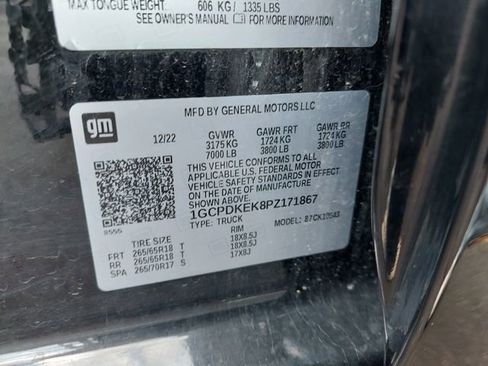 MAX TONGUE WEIGHT: 606 KG/ 1335 LBS
SEE OWNER'S MANUAL FOR MORE INFORMATION
gm
MFD BY GENERAL MOTORS LLC
12/22 GVWR GAWR FRT GAWR RR
3175 KG 1724 KG 1724 KG
7000 LB 3800 LB 3800 LB
THIS VEHICLE CONFORMS TO ALL
APPLICABLE U.S. FEDERAL MOTOR
VEHICLE SAFETY STANDARDS IN EFFECT
ON THE DATE OF MANUFACTURE
SHOWN ABOVE.
1GCPDKEK8PZ171867
TYPE: TRUCK MODEL: 87CK10543
8555
TIRE SIZE RIM
FRT 265/65R18 T 18X8.5J
RR 265/65R18 T 18X8.5J
SPA 265/70R17 S 17X8J